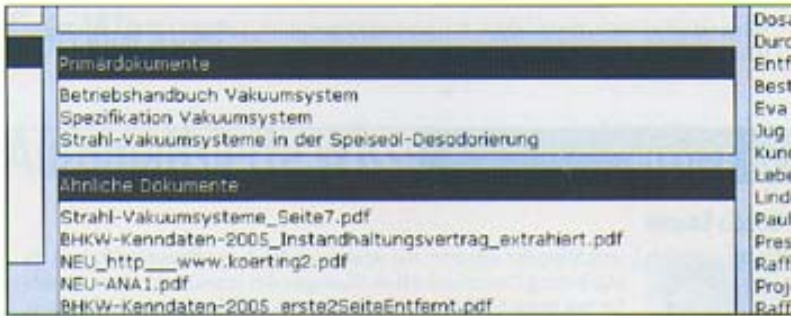 Primärdokumente
Betriebshandbuch Vakuumsystem
Spezifikation Vakuumsystem
Strahl-Vakuumsysteme in der Speiseöl-Desodorierung
Ähnliche Dokumente
Strahl-Vakuumsysteme_Seite7.pdf
BHKW-Kenndaten-2005_Instandhaltungsvertrag_extrahiert.pdf
NEU_http___www.koerting2.pdf
NEU-ANA1.pdf
BHKW-Kenndaten-2005_erste2SeiteEntfernt.pdf
Dosa
Durc
Entf
Best
Eva
Jug
Kund
Lebe
Lind
Paul
Pres
Raff
Proj
Raff